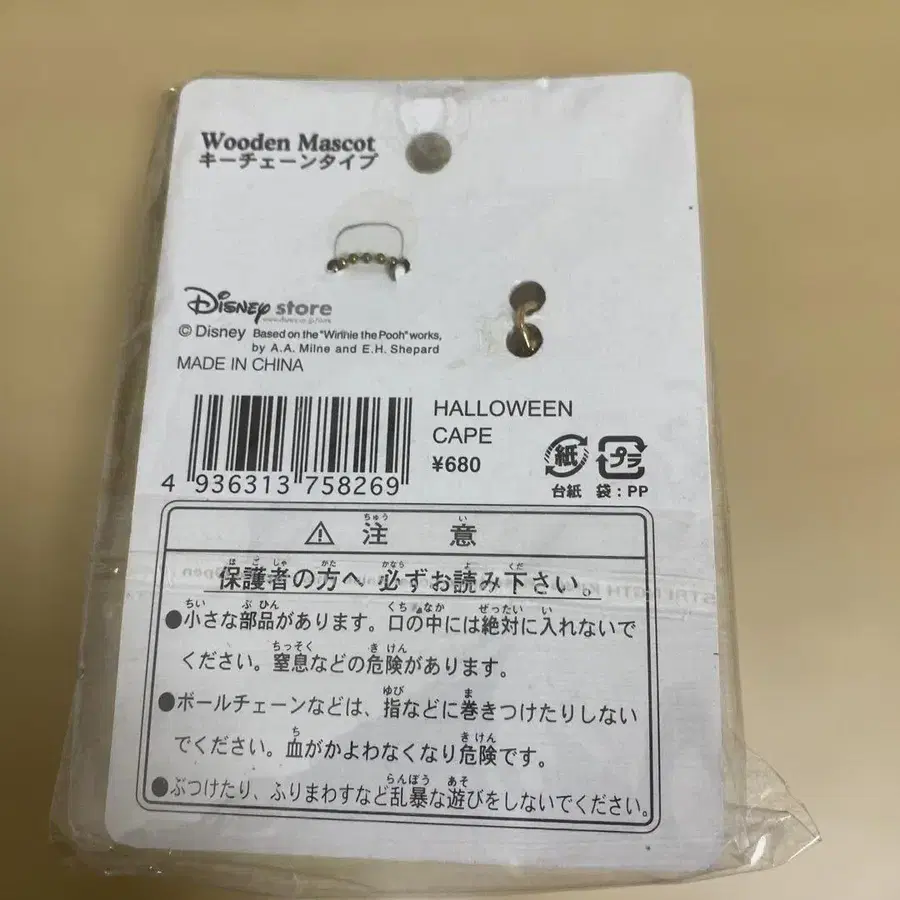 Wooden Mascot
キーチェーンタイプ
Disney store
© Disney Based on the "Winnie the Pooh" works,
by A.A. Milne and E.H. Shepard
MADE IN CHINA
HALLOWEEN
CAPE
¥680
4 936313 758269
紙 プラ
台紙 袋：PP
⚠ 注意
保護者の方へ 必ずお読み下さい。
●小さな部品があります。口の中には絶対に入れないで
ください。窒息などの危険があります。
●ボールチェーンなどは、指などに巻きつけたりしない
でください。血がかよわなくなり危険です。
●ぶつけたり、ふりまわすなど乱暴な遊びをしないでください。